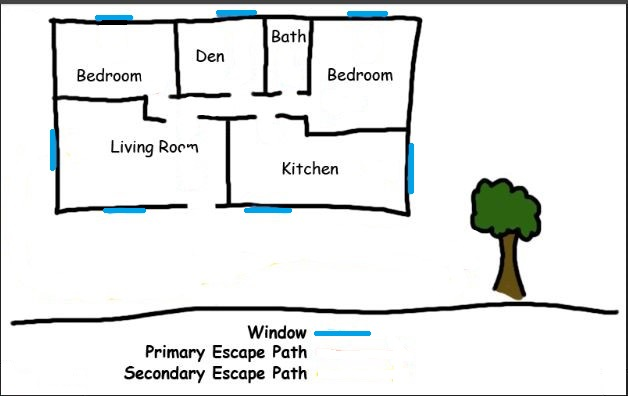 Bath
Den
Bedroom
Bedroom
Living Room
Kitchen
Window
Primary Escape Path
Secondary Escape Path